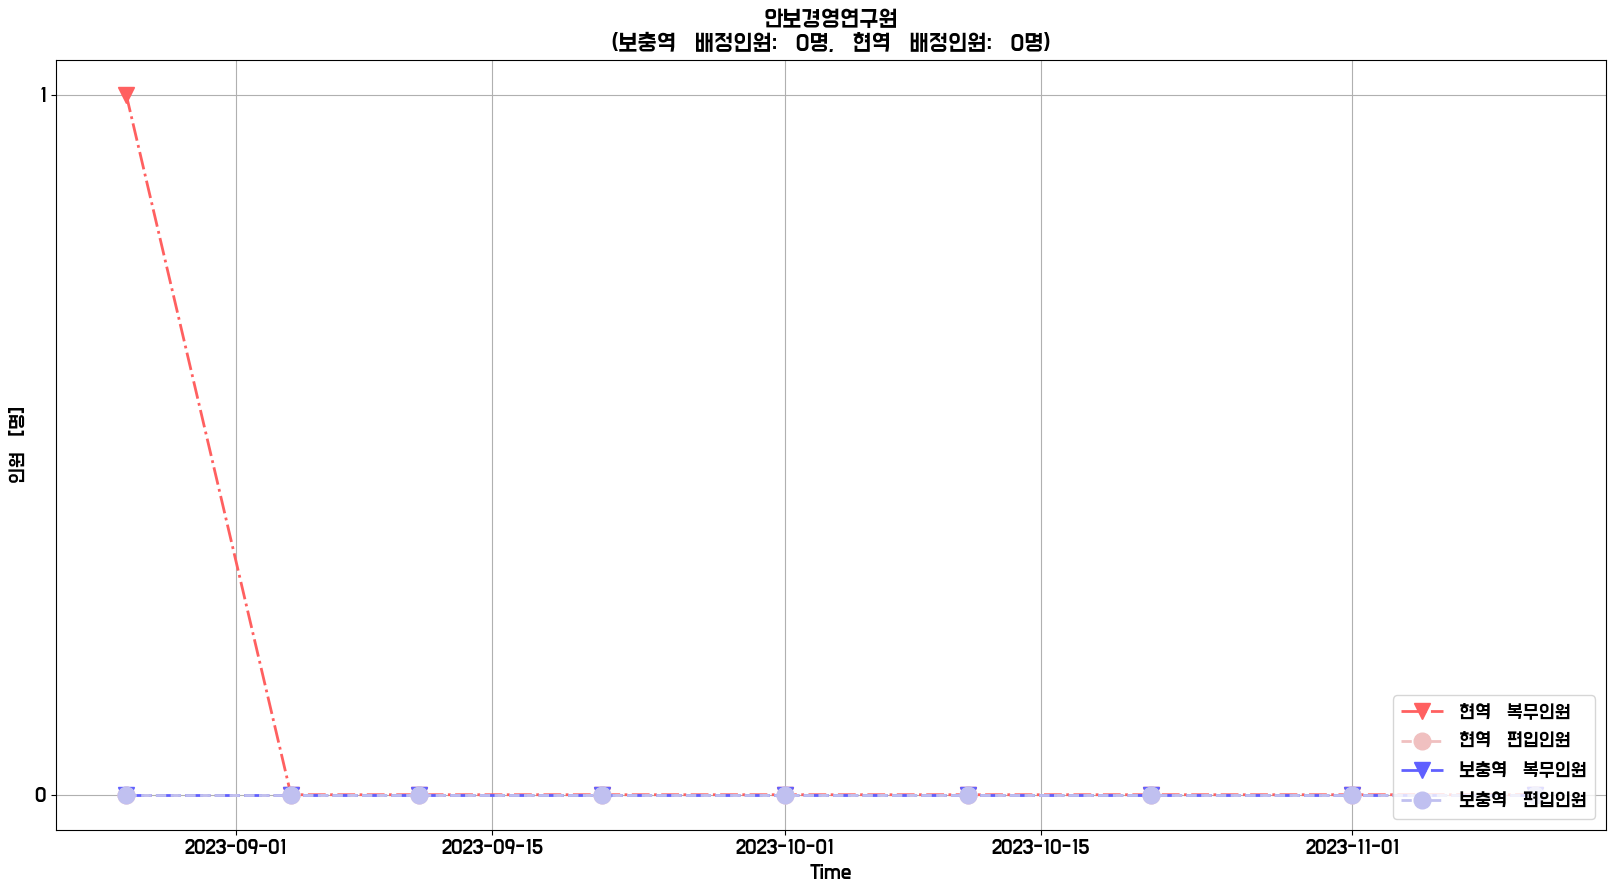 안보경영연구원
(보충역 배정인원: 0명, 현역 배정인원: 0명)
1
0
인원 [명]
2023-09-01
2023-09-15
2023-10-01
2023-10-15
2023-11-01
Time
현역 복무인원
현역 편입인원
보충역 복무인원
보충역 편입인원